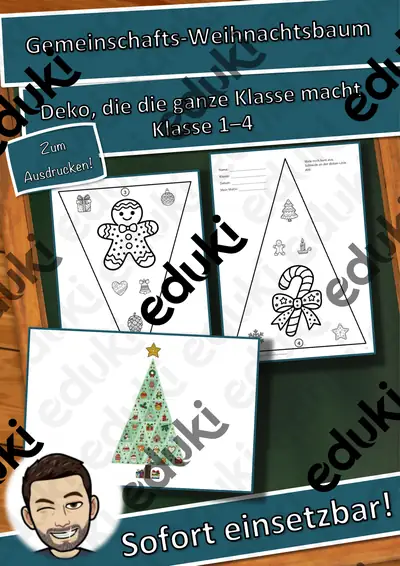 Gemeinschafts-Weihnachtsbaum
Deko, die die ganze Klasse macht
Klasse 1–4
Zum
Ausdrucken!
eduki
eduki
eduki
eduki
eduki
eduki
Sofort einsetzbar!